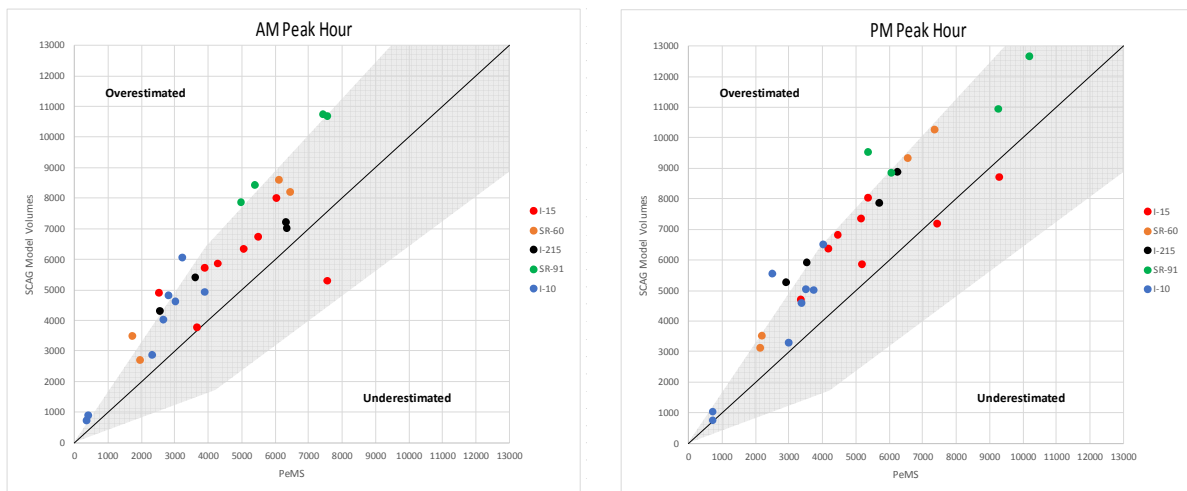 AM Peak Hour
13000
12000
11000
10000
9000
8000
7000
6000
5000
4000
3000
2000
1000
0
SCAG Model Volumes
Overestimated
Underestimated
I-15
SR-60
I-215
SR-91
I-10
0 1000 2000 3000 4000 5000 6000 7000 8000 9000 10000 11000 12000 13000
PeMS
PM Peak Hour
13000
12000
11000
10000
9000
8000
7000
6000
5000
4000
3000
2000
1000
0
SCAG Model Volumes
Overestimated
Underestimated
I-15
SR-60
I-215
SR-91
I-10
0 1000 2000 3000 4000 5000 6000 7000 8000 9000 10000 11000 12000 13000
PeMS